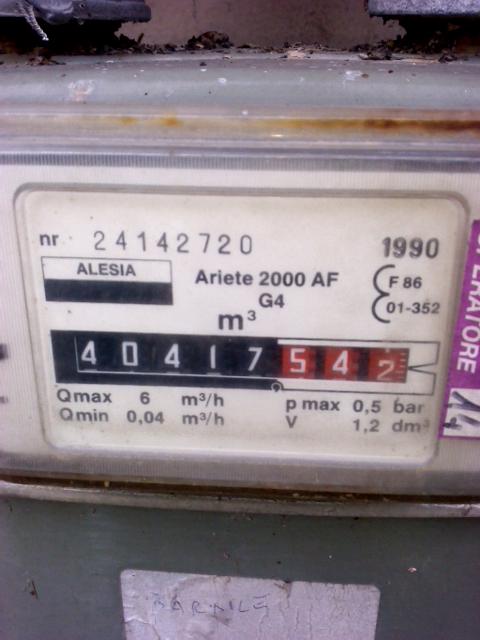 nr 24142720
1990
ALESIA
Ariete 2000 AF
G4
F 86
01-352
m³
40417542
Qmax 6 m³/h
Qmin 0,04 m³/h
p max 0,5 bar
V 1,2 dm³
PERATORE